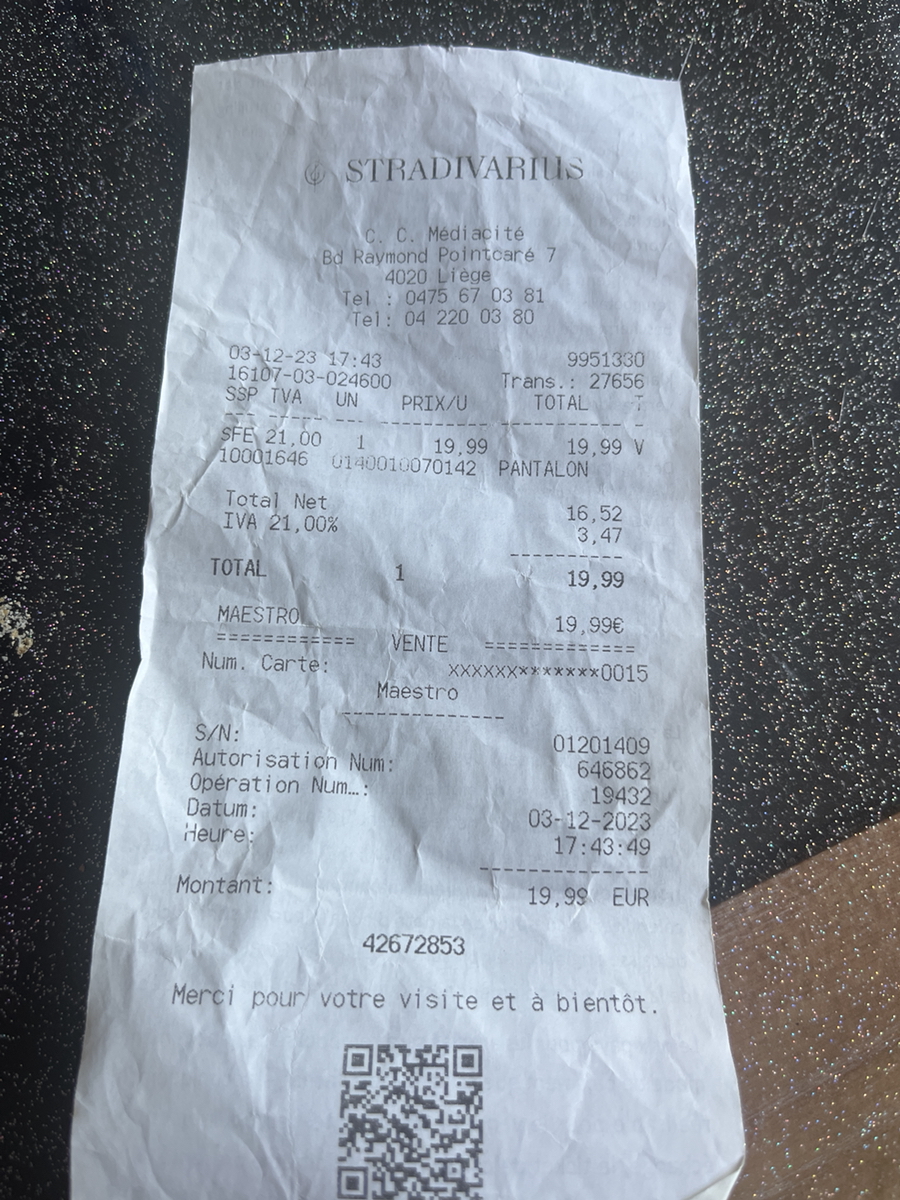 STRADIVARIUS
C. C. Médiacité
Bd Raymond Pointcaré 7
4020 Liège
Tel : 0475 67 03 81
Tel: 04 220 03 80
03-12-23 17:43 9951330
16107-03-024600 Trans.: 27656
SSP TVA UN PRIX/U TOTAL T
--- ----- --- ----------- ----------- -
SFE 21,00 1 19,99 19,99 V
10001646 0140010070142 PANTALON
Total Net 16,52
IVA 21,00% 3,47
-----------
TOTAL 1 19,99
MAESTRO 19,99€
============ VENTE =============
Num. Carte: XXXXXX*******0015
Maestro
--------------
S/N: 01201409
Autorisation Num: 646862
Opération Num…: 19432
Datum: 03-12-2023
Heure: 17:43:49
---------------
Montant: 19,99 EUR
42672853
Merci pour votre visite et à bientôt.